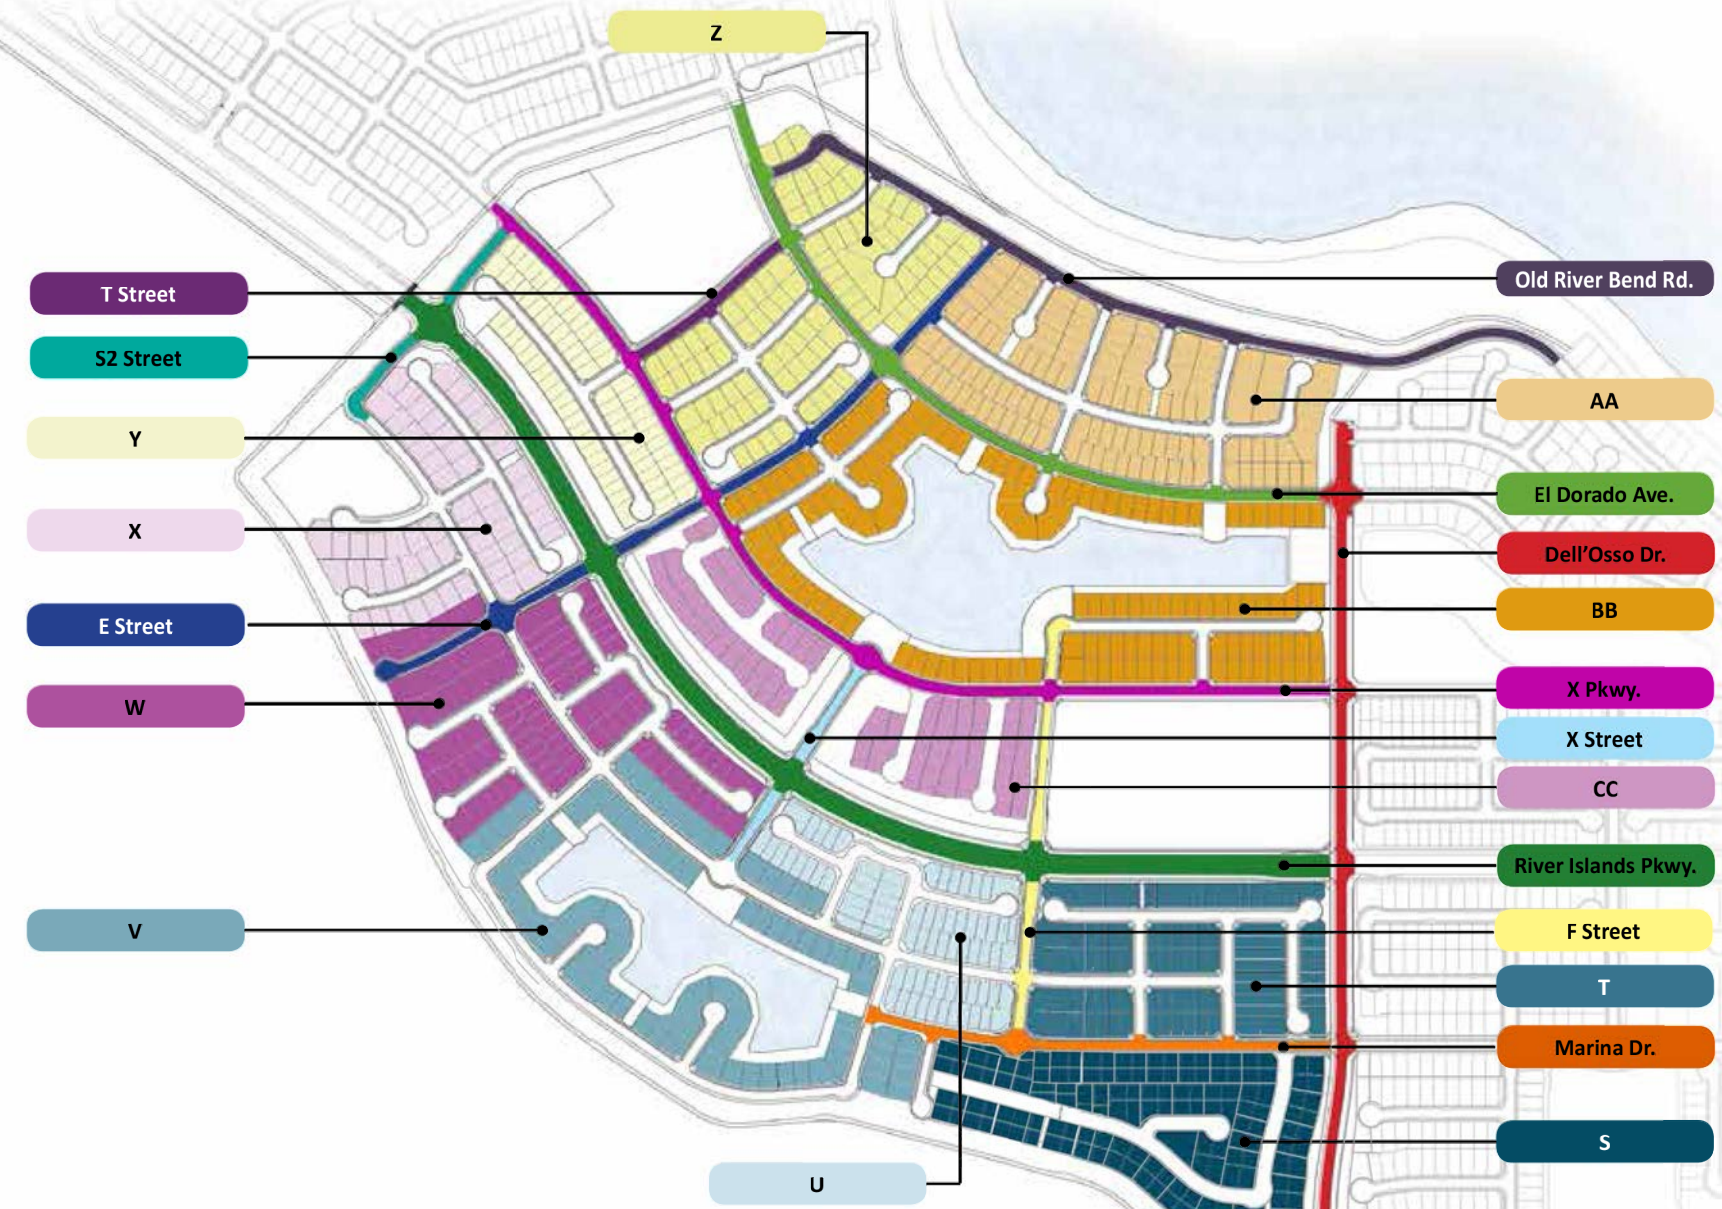 Z
T Street
S2 Street
Y
X
E Street
W
V
U
Old River Bend Rd.
AA
El Dorado Ave.
Dell'Osso Dr.
BB
X Pkwy.
X Street
CC
River Islands Pkwy.
F Street
T
Marina Dr.
S